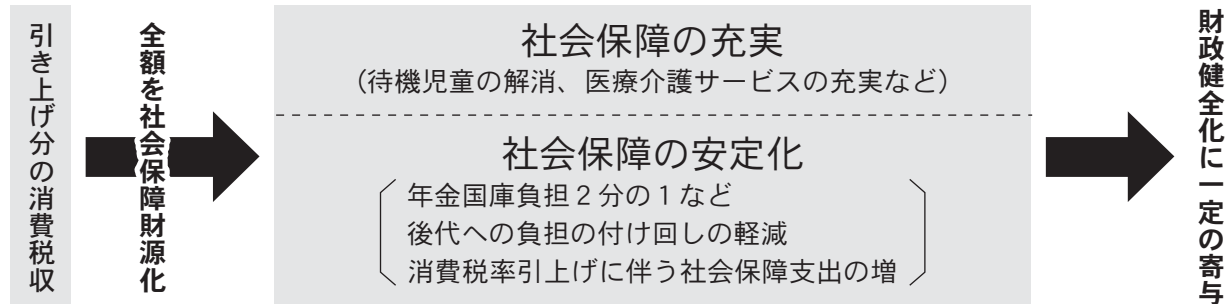 引き上げ分の消費税収
全額を社会保障財源化
社会保障の充実
（待機児童の解消、医療介護サービスの充実など）
社会保障の安定化
年金国庫負担２分の１など
後代への負担の付け回しの軽減
消費税率引上げに伴う社会保障支出の増
財政健全化に一定の寄与